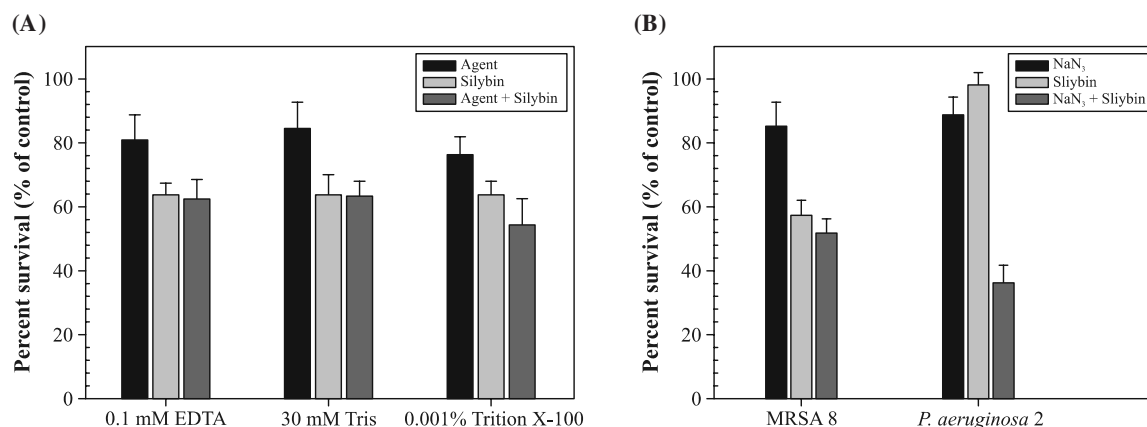 (A)
Percent survival (% of control)
100
80
60
40
20
0
Agent
Silybin
Agent + Silybin
0.1 mM EDTA
30 mM Tris
0.001% Trition X-100
(B)
Percent survival (% of control)
100
80
60
40
20
0
NaN₃
Sliybin
NaN₃ + Sliybin
MRSA 8
P. aeruginosa 2